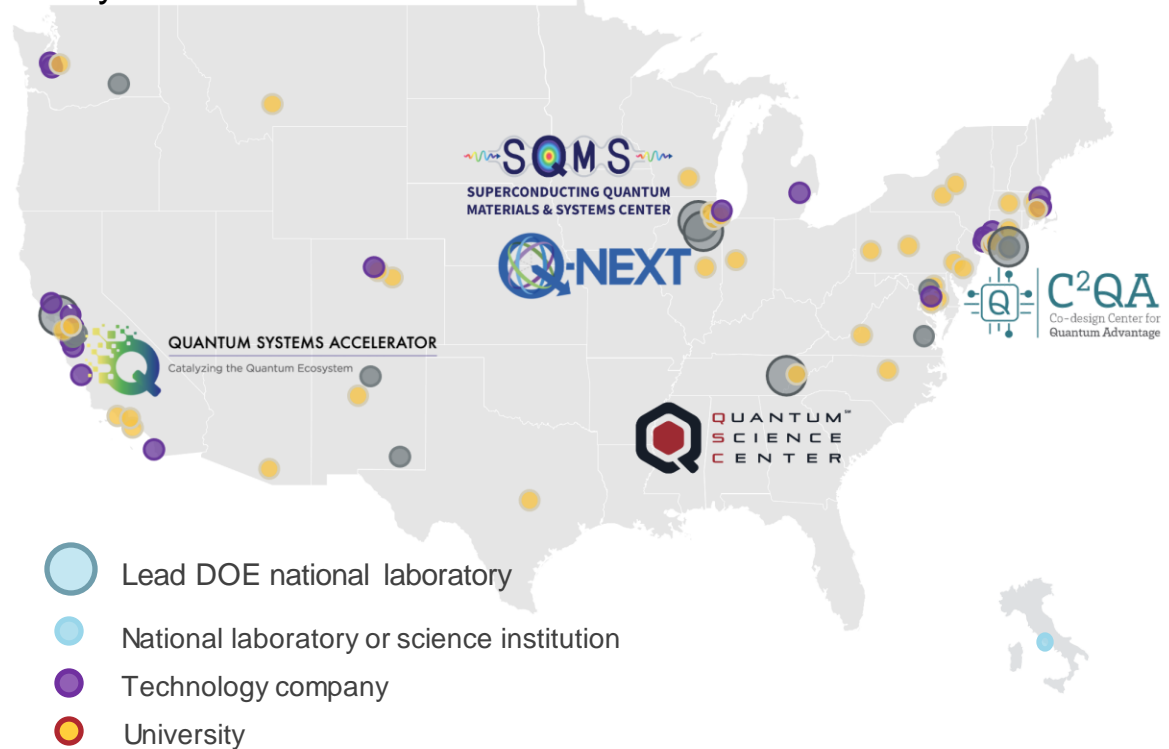 SQMS
SUPERCONDUCTING QUANTUM
MATERIALS & SYSTEMS CENTER
Q-NEXT
Q
C²QA
Co-design Center for
Quantum Advantage
QUANTUM SYSTEMS ACCELERATOR
Catalyzing the Quantum Ecosystem
QUANTUM℠
SCIENCE
CENTER
Lead DOE national laboratory
National laboratory or science institution
Technology company
University